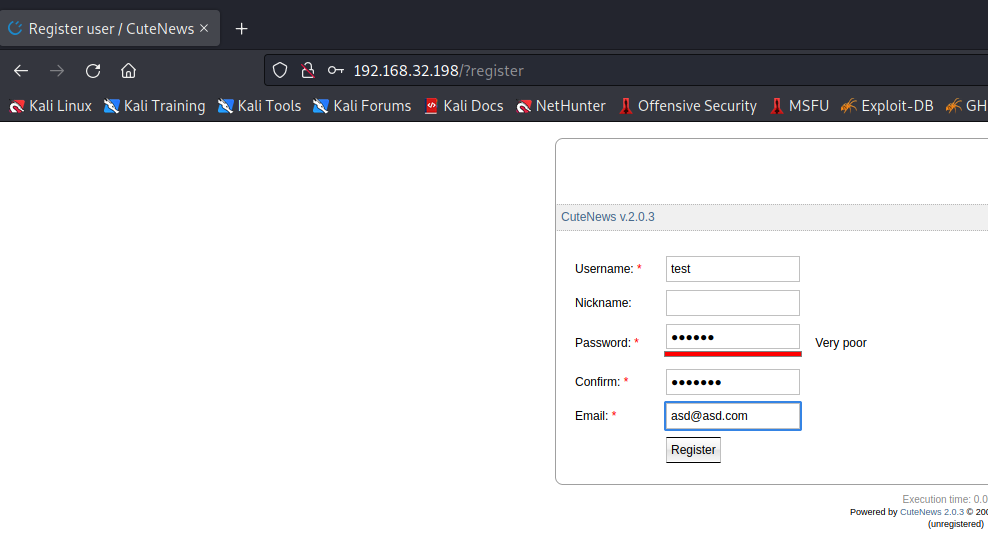 Register user / CuteNews × +
192.168.32.198/?register
Kali Linux Kali Training Kali Tools Kali Forums Kali Docs NetHunter Offensive Security MSFU Exploit-DB GH
CuteNews v.2.0.3
Username: * test
Nickname:
Password: * ●●●●●● Very poor
Confirm: * ●●●●●●●
Email: * asd@asd.com
Register
Execution time: 0.0
Powered by CuteNews 2.0.3 © 200
(unregistered)